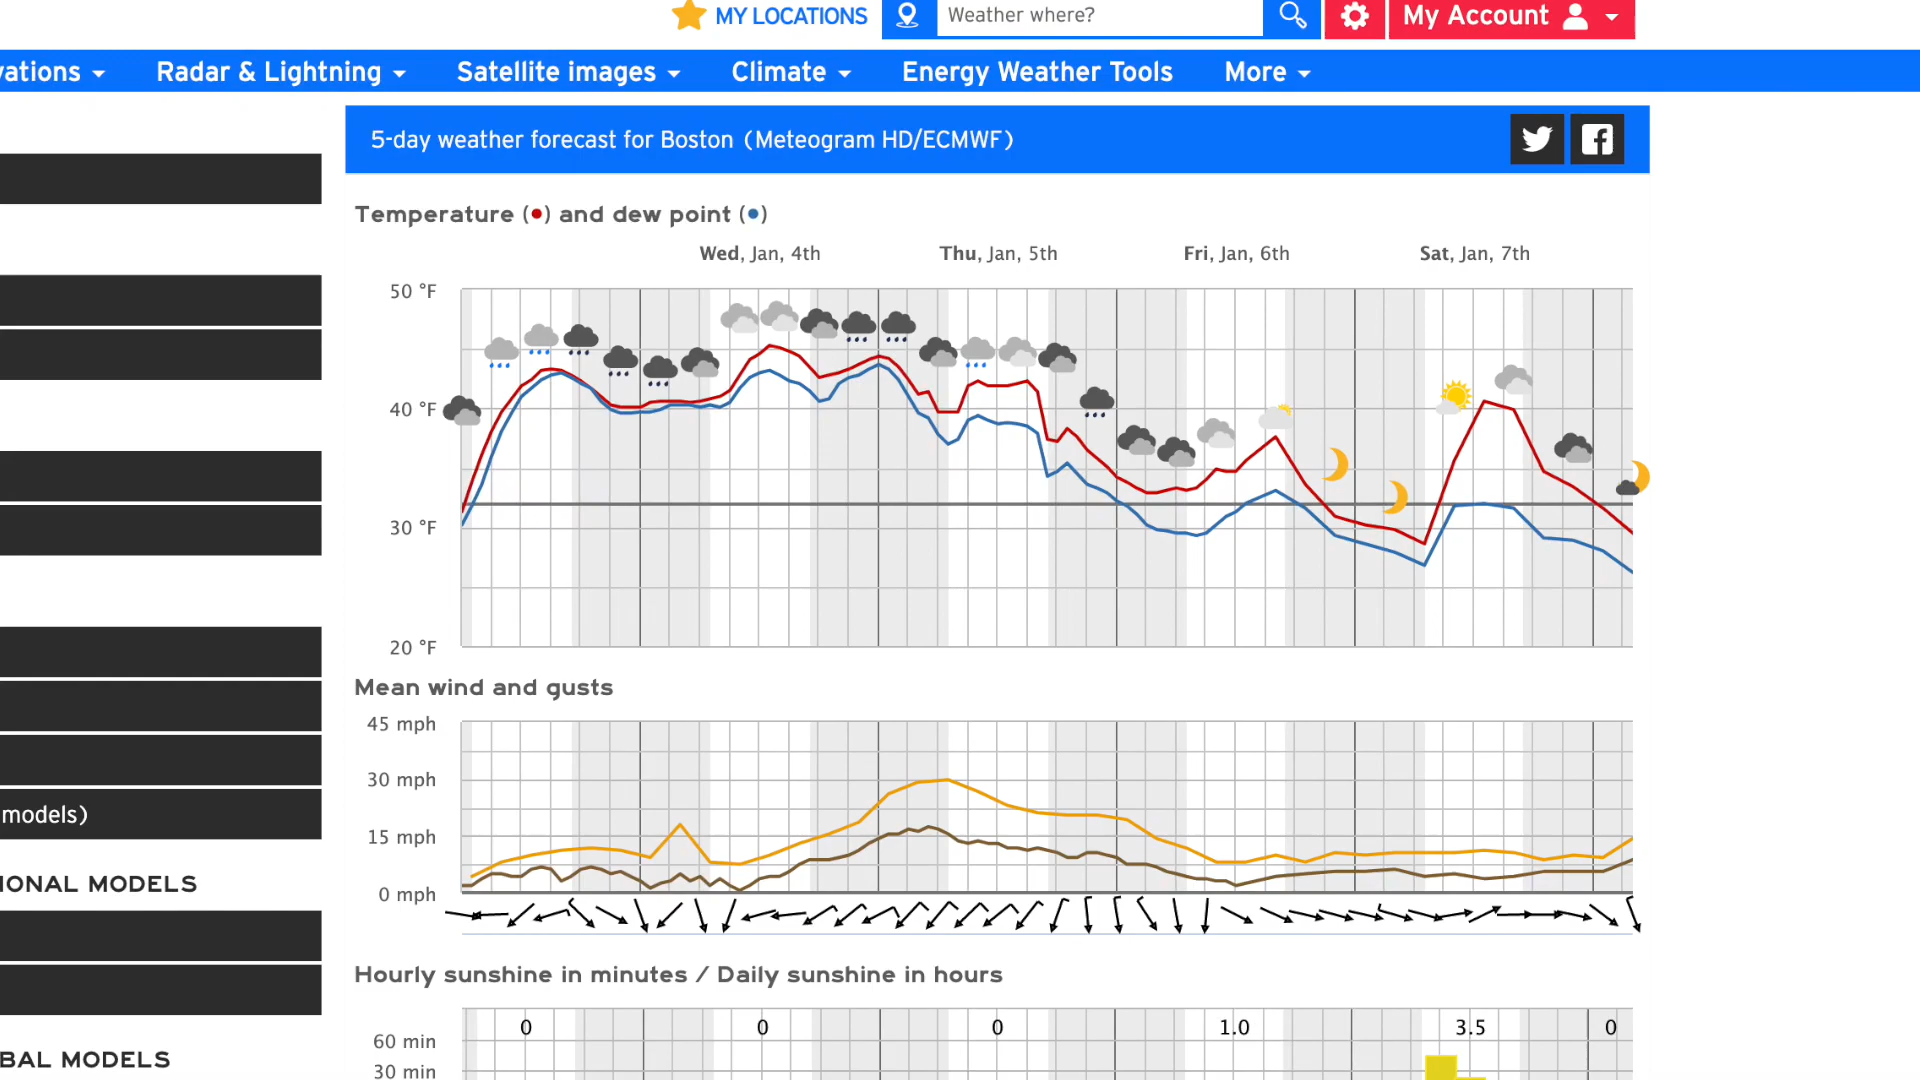 MY LOCATIONS
Weather where?
My Account
vations
Radar & Lightning
Satellite images
Climate
Energy Weather Tools
More
5-day weather forecast for Boston (Meteogram HD/ECMWF)
Temperature (•) and dew point (•)
Wed, Jan, 4th
Thu, Jan, 5th
Fri, Jan, 6th
Sat, Jan, 7th
50 °F
40 °F
30 °F
20 °F
Mean wind and gusts
45 mph
30 mph
15 mph
0 mph
models)
IONAL MODELS
Hourly sunshine in minutes / Daily sunshine in hours
0
0
0
1.0
3.5
0
60 min
30 min
BAL MODELS